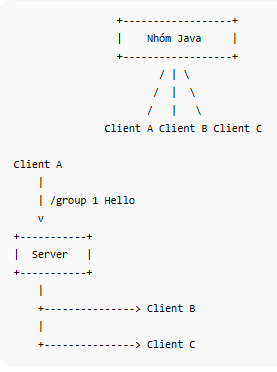 Nhóm Java
Client A Client B Client C
Client A
/group 1 Hello
v
Server
Client B
Client C